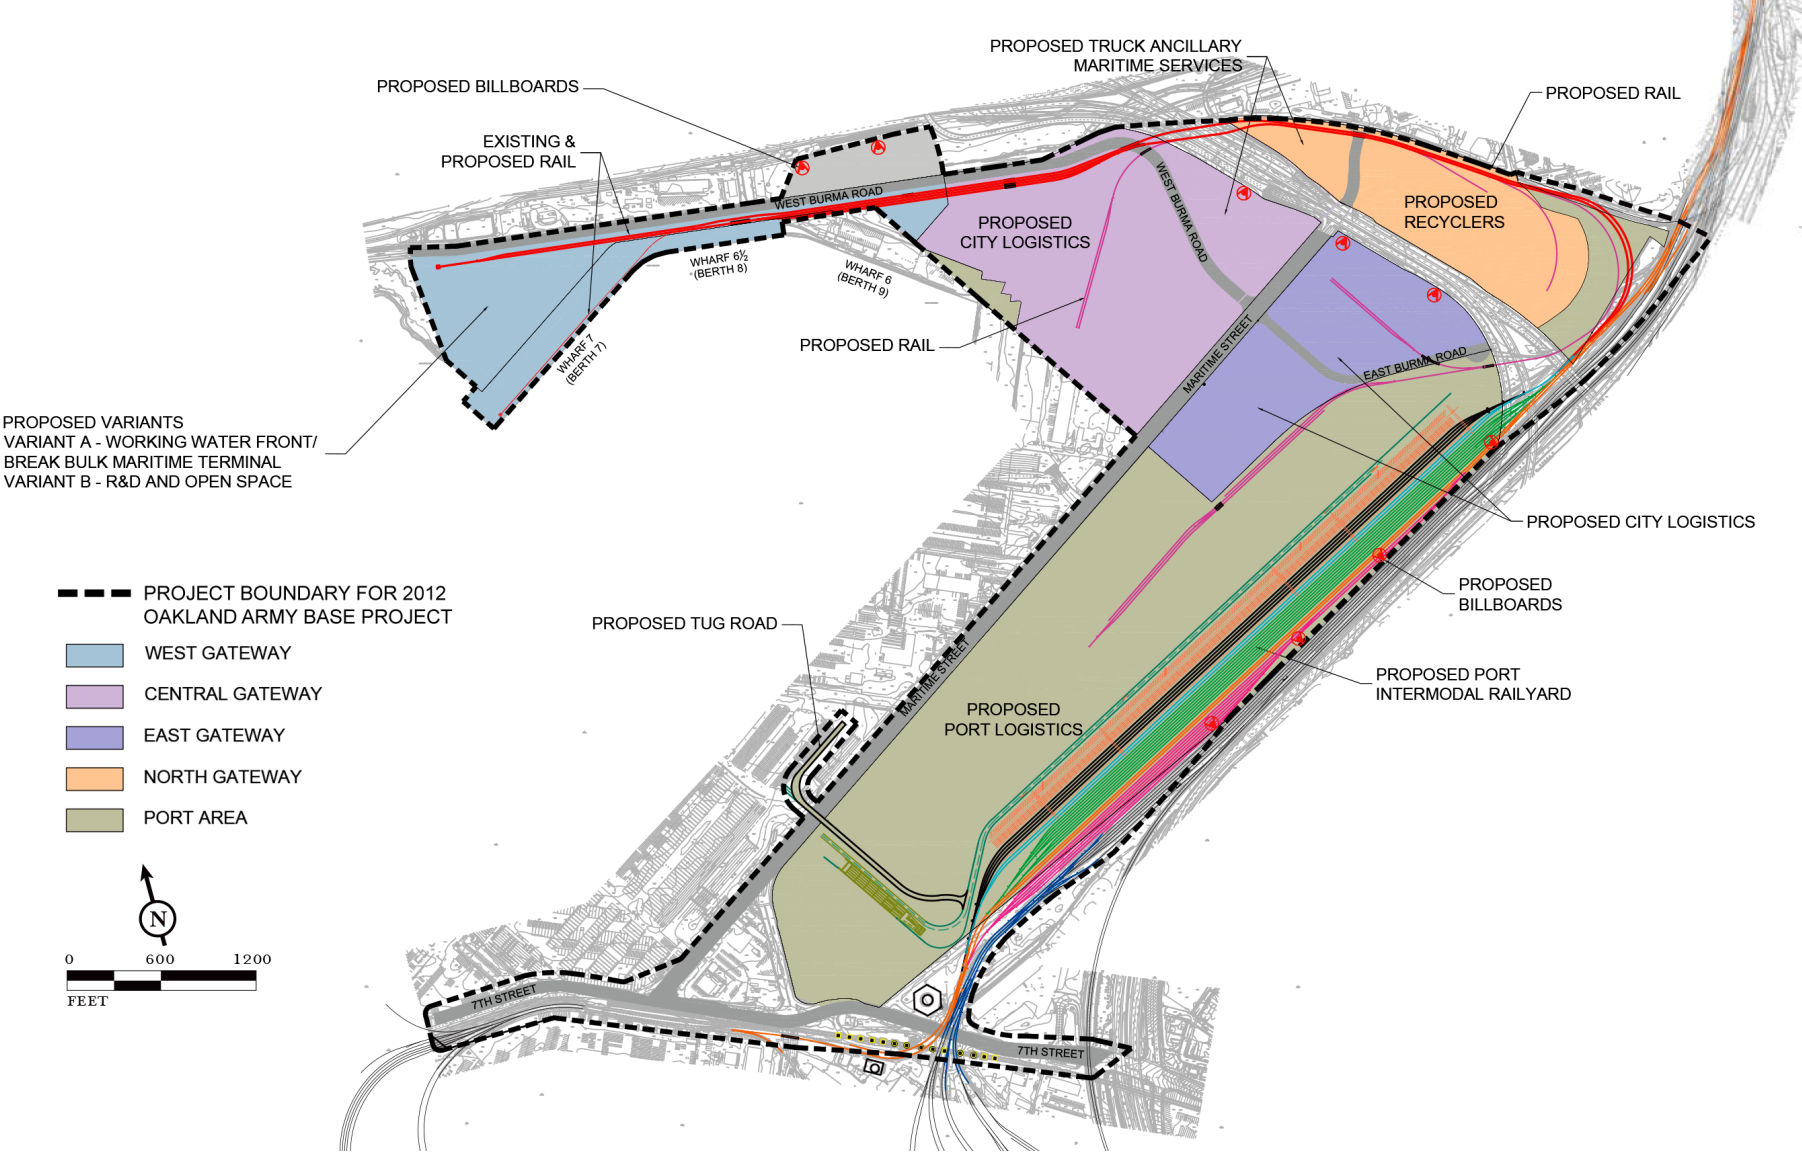 PROPOSED TRUCK ANCILLARY
MARITIME SERVICES
PROPOSED BILLBOARDS
PROPOSED RAIL
EXISTING &
PROPOSED RAIL
WEST BURMA ROAD
WEST BURMA ROAD
PROPOSED
CITY LOGISTICS
PROPOSED
RECYCLERS
WHARF 6½
(BERTH 8)
WHARF 6
(BERTH 9)
WHARF 7
(BERTH 7)
PROPOSED RAIL
MARITIME STREET
EAST BURMA ROAD
PROPOSED VARIANTS
VARIANT A - WORKING WATER FRONT/
BREAK BULK MARITIME TERMINAL
VARIANT B - R&D AND OPEN SPACE
PROPOSED CITY LOGISTICS
PROPOSED
BILLBOARDS
PROJECT BOUNDARY FOR 2012
OAKLAND ARMY BASE PROJECT
PROPOSED TUG ROAD
WEST GATEWAY
CENTRAL GATEWAY
EAST GATEWAY
NORTH GATEWAY
PORT AREA
MARITIME STREET
PROPOSED PORT
INTERMODAL RAILYARD
PROPOSED
PORT LOGISTICS
N
0 600 1200
FEET
7TH STREET
7TH STREET